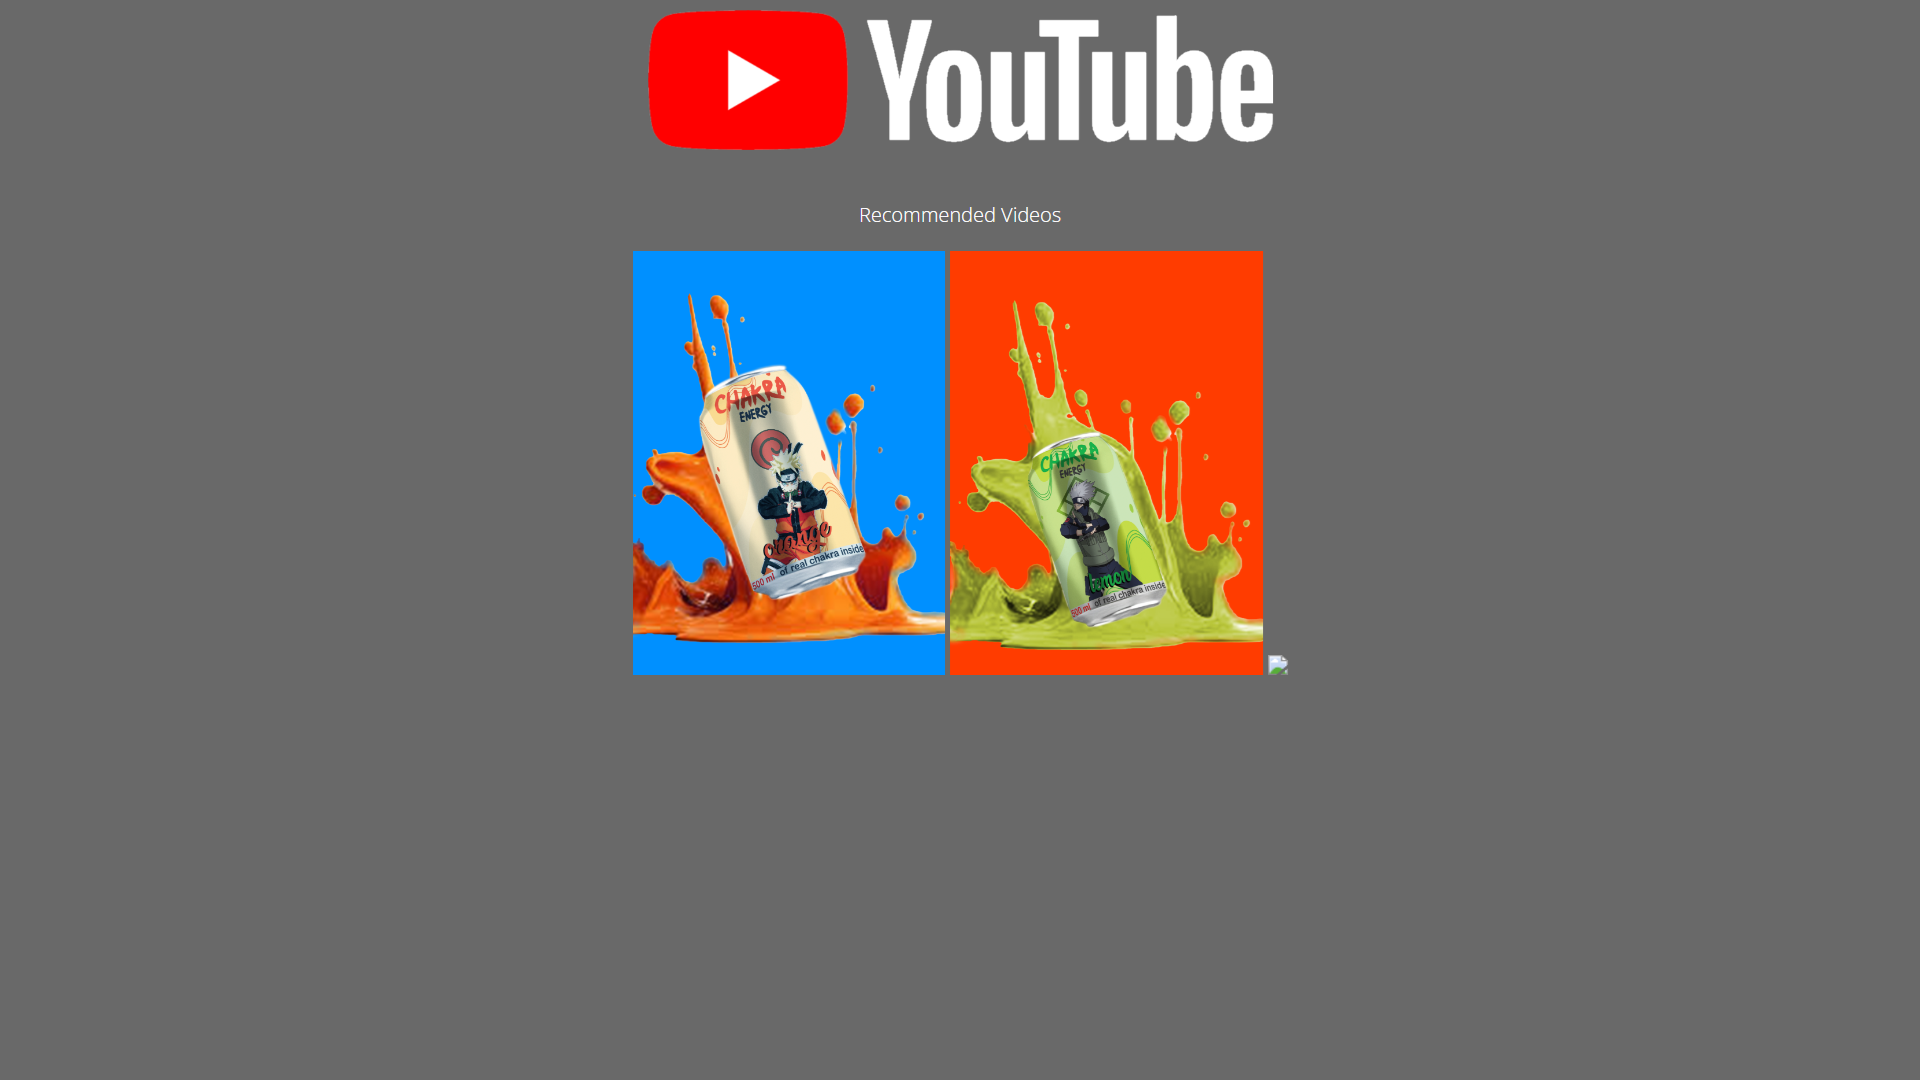 YouTube
Recommended Videos
CHAKRA
ENERGY
orange
500 ml of real chakra inside
CHAKRA
ENERGY
lemon
500 ml of real chakra inside